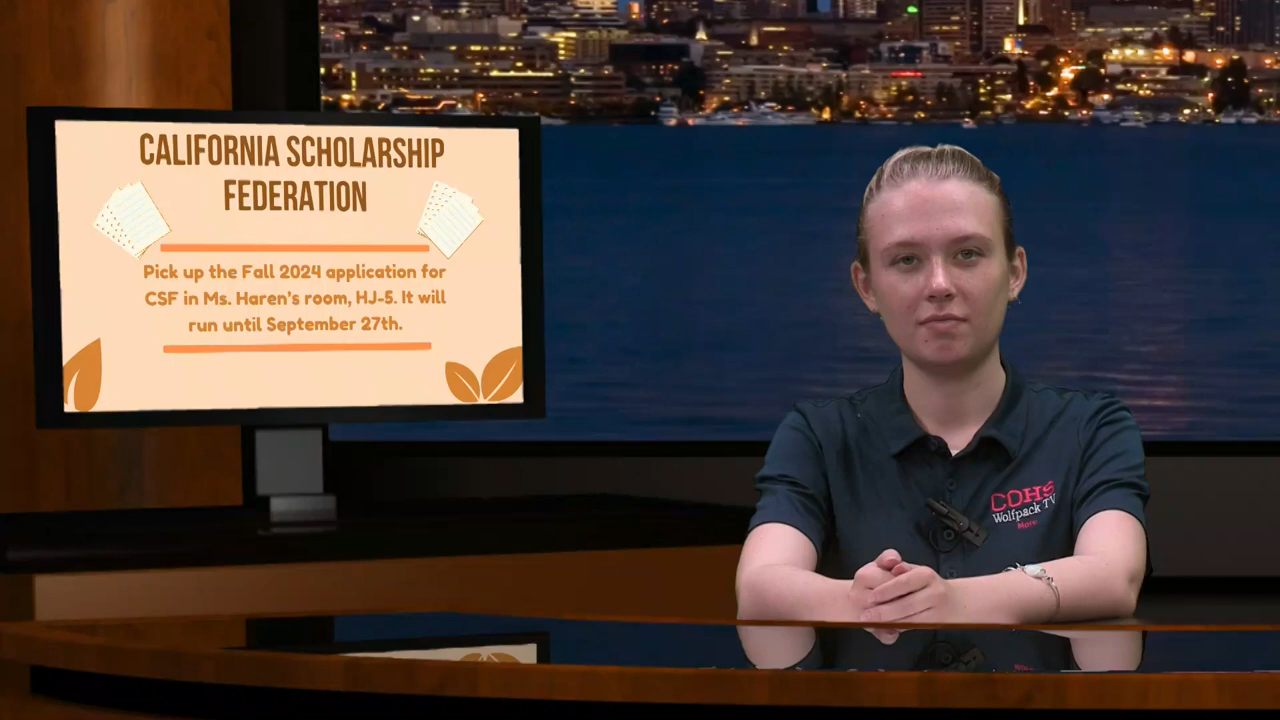 CALIFORNIA SCHOLARSHIP
FEDERATION
Pick up the Fall 2024 application for
CSF in Ms. Haren's room, HJ-5. It will
run until September 27th.
COHS
Wolfpack TV